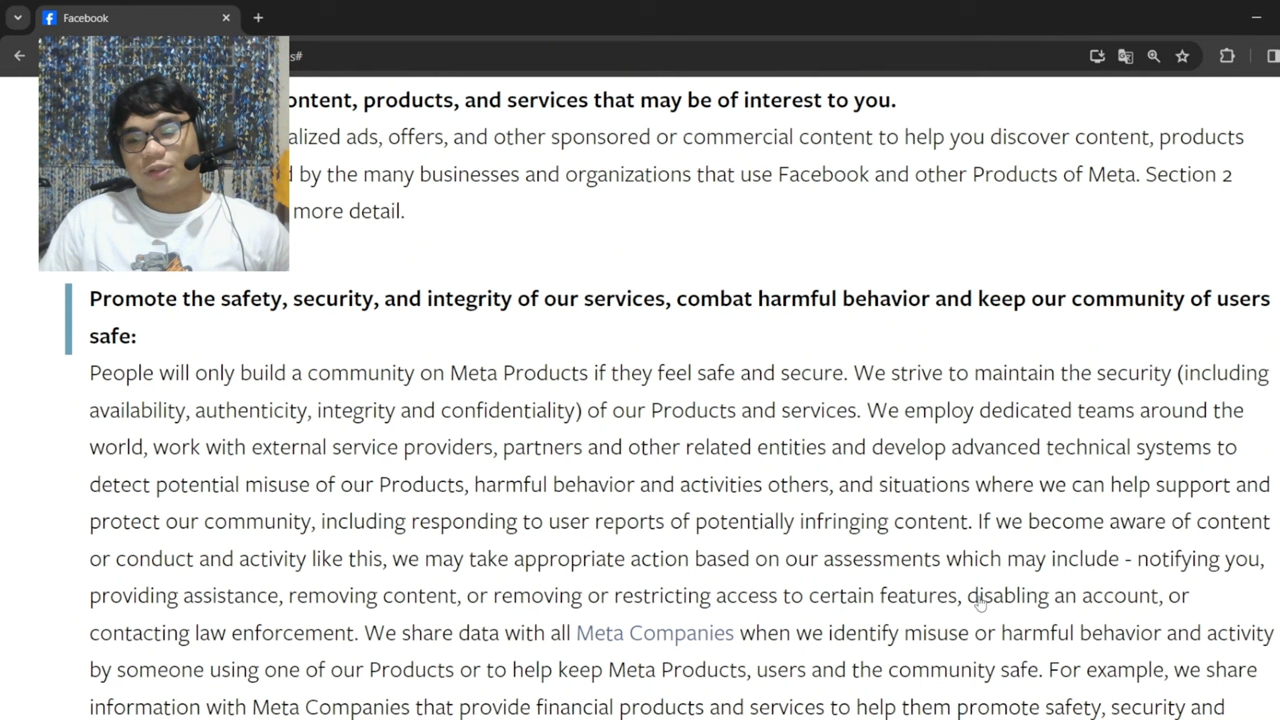 Facebook
s#
ontent, products, and services that may be of interest to you.
alized ads, offers, and other sponsored or commercial content to help you discover content, products
by the many businesses and organizations that use Facebook and other Products of Meta. Section 2
more detail.
Promote the safety, security, and integrity of our services, combat harmful behavior and keep our community of users
safe:
People will only build a community on Meta Products if they feel safe and secure. We strive to maintain the security (including
availability, authenticity, integrity and confidentiality) of our Products and services. We employ dedicated teams around the
world, work with external service providers, partners and other related entities and develop advanced technical systems to
detect potential misuse of our Products, harmful behavior and activities others, and situations where we can help support and
protect our community, including responding to user reports of potentially infringing content. If we become aware of content
or conduct and activity like this, we may take appropriate action based on our assessments which may include - notifying you,
providing assistance, removing content, or removing or restricting access to certain features, disabling an account, or
contacting law enforcement. We share data with all Meta Companies when we identify misuse or harmful behavior and activity
by someone using one of our Products or to help keep Meta Products, users and the community safe. For example, we share
information with Meta Companies that provide financial products and services to help them promote safety, security and